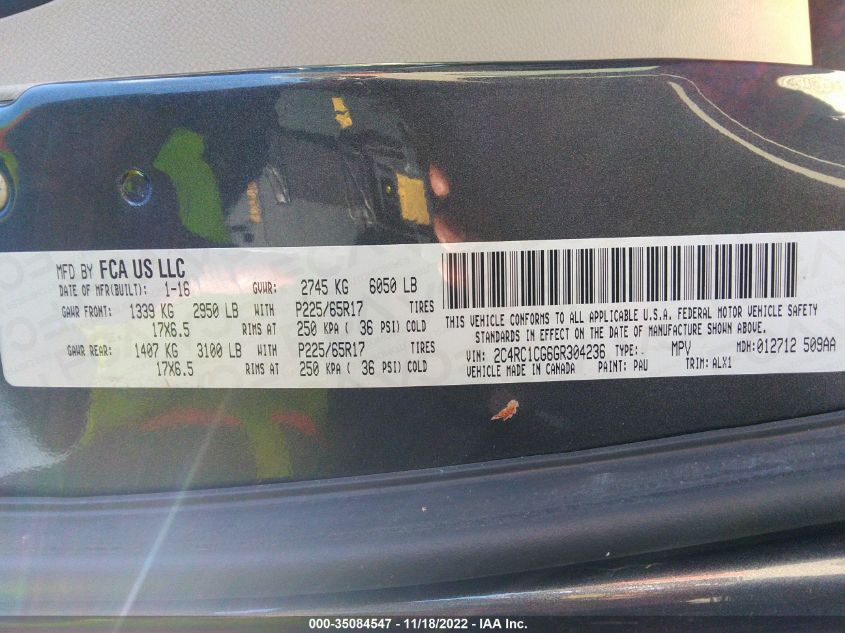 MFD BY FCA US LLC
DATE OF MFR(BUILT): 1-16 GVWR: 2745 KG 6050 LB
GAWR FRONT: 1339 KG 2950 LB WITH P225/65R17 TIRES
17X6.5 RIMS AT 250 KPA ( 36 PSI) COLD
GAWR REAR: 1407 KG 3100 LB WITH P225/65R17 TIRES
17X6.5 RIMS AT 250 KPA ( 36 PSI) COLD
THIS VEHICLE CONFORMS TO ALL APPLICABLE U.S.A. FEDERAL MOTOR VEHICLE SAFETY
STANDARDS IN EFFECT ON THE DATE OF MANUFACTURE SHOWN ABOVE.
VIN: 2C4RC1CG6GR304236 TYPE: MPV MDH:012712 509AA
VEHICLE MADE IN CANADA PAINT: PAU TRIM: ALX1
000-35084547 - 11/18/2022 - IAA Inc.